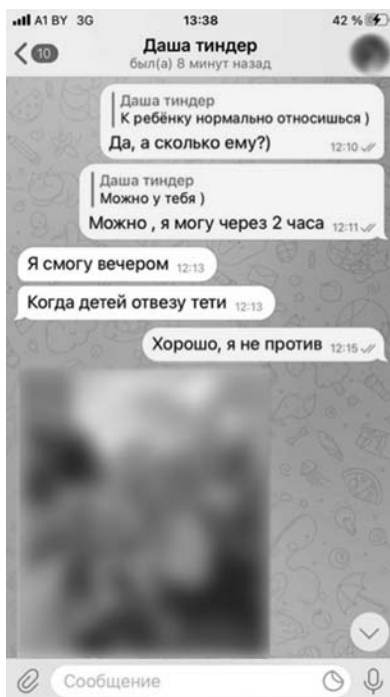 A1 BY 3G 13:38 42 %
10 Даша тиндер
был(а) 8 минут назад
Даша тиндер
К ребёнку нормально относишься )
Да, а сколько ему?) 12:10
Даша тиндер
Можно у тебя )
Можно , я могу через 2 часа 12:11
Я смогу вечером 12:13
Когда детей отвезу тети 12:13
Хорошо, я не против 12:15
Сообщение